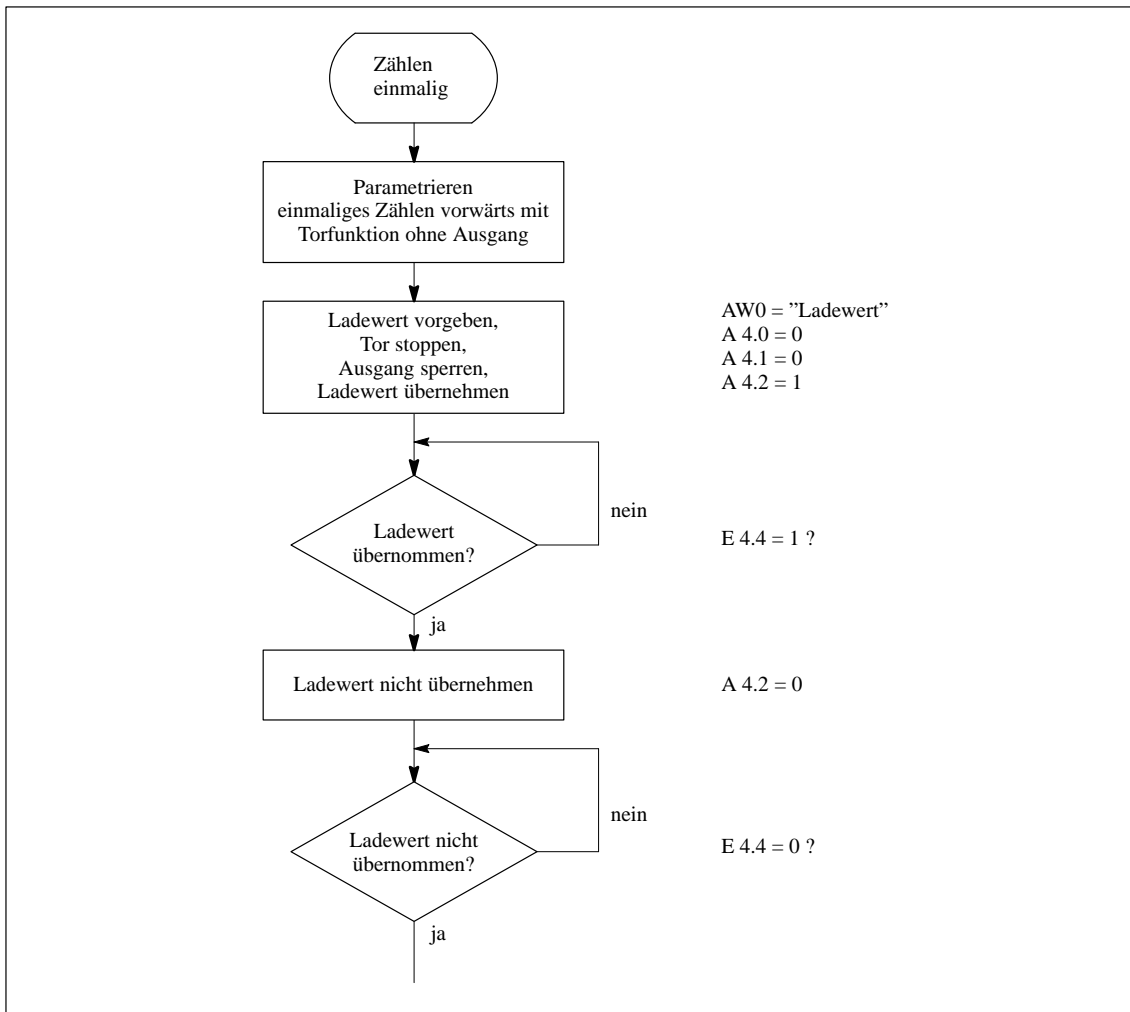 Zählen
einmalig
Parametrieren
einmaliges Zählen vorwärts mit
Torfunktion ohne Ausgang
Ladewert vorgeben,
Tor stoppen,
Ausgang sperren,
Ladewert übernehmen
AW0 = ”Ladewert”
A 4.0 = 0
A 4.1 = 0
A 4.2 = 1
Ladewert
übernommen?
nein
E 4.4 = 1 ?
ja
Ladewert nicht übernehmen
A 4.2 = 0
Ladewert nicht
übernommen?
nein
E 4.4 = 0 ?
ja